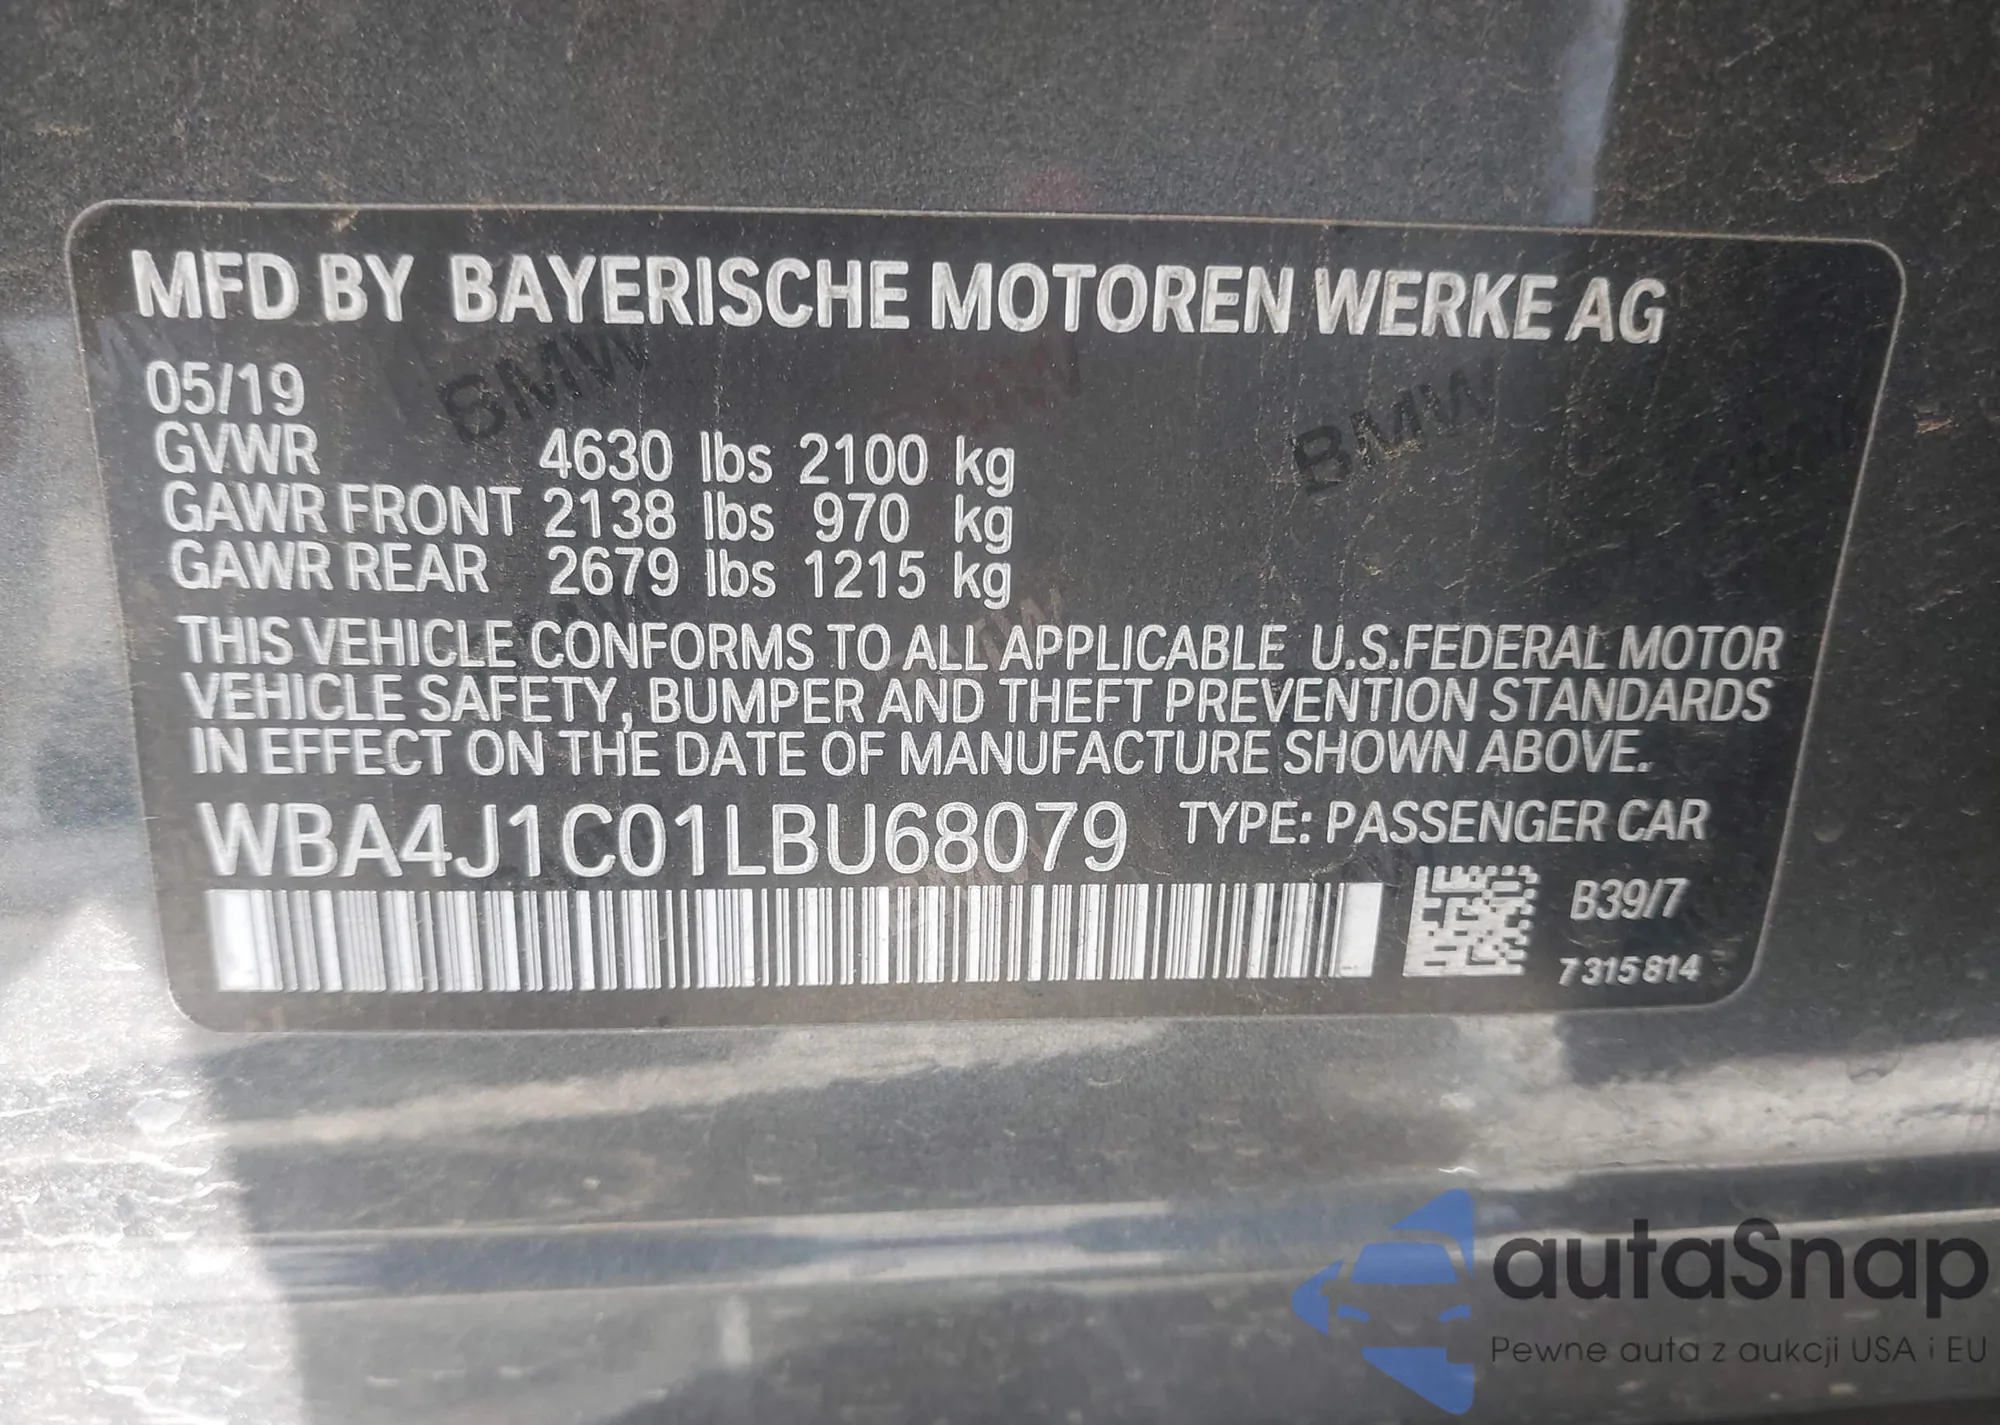 MFD BY BAYERISCHE MOTOREN WERKE AG
05/19
GVWR 4630 lbs 2100 kg
GAWR FRONT 2138 lbs 970 kg
GAWR REAR 2679 lbs 1215 kg
THIS VEHICLE CONFORMS TO ALL APPLICABLE U.S.FEDERAL MOTOR
VEHICLE SAFETY, BUMPER AND THEFT PREVENTION STANDARDS
IN EFFECT ON THE DATE OF MANUFACTURE SHOWN ABOVE.
WBA4J1C01LBU68079 TYPE: PASSENGER CAR
B39/7
7315814
BMW
BMW
autaSnap
Pewne auta z aukcji USA i EU